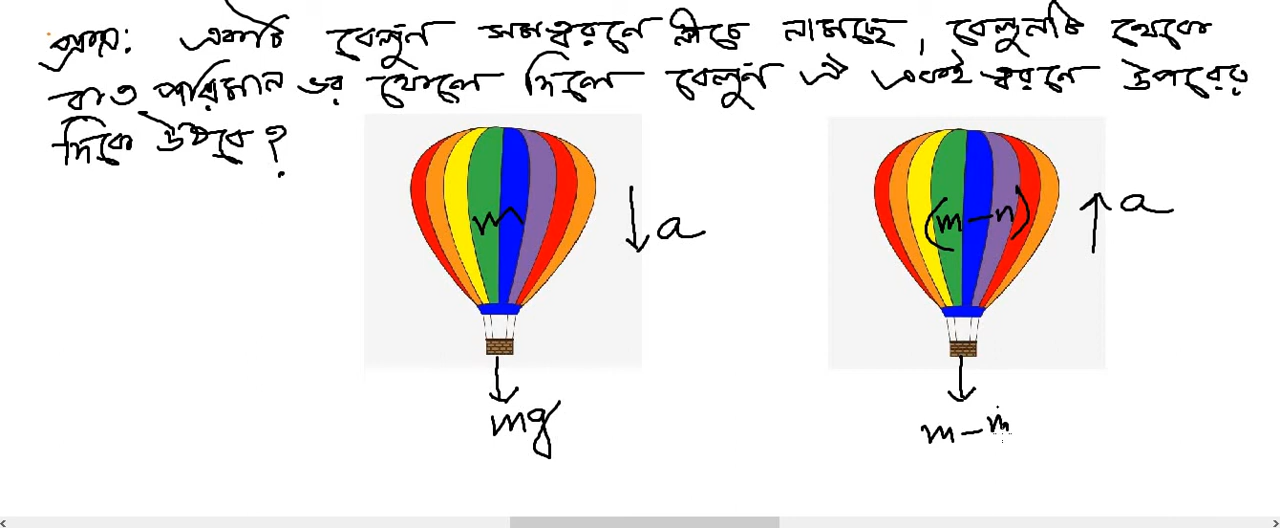 প্রশ্ন: একটি বেলুন সমত্বরণে নীচে নামছে, বেলুনটি থেকে
কত পরিমান ভর ফেলে দিলে বেলুন ঐ একই ত্বরণে উপরের
দিকে উঠবে?
m
a
(m-n)
a
mg
m-m